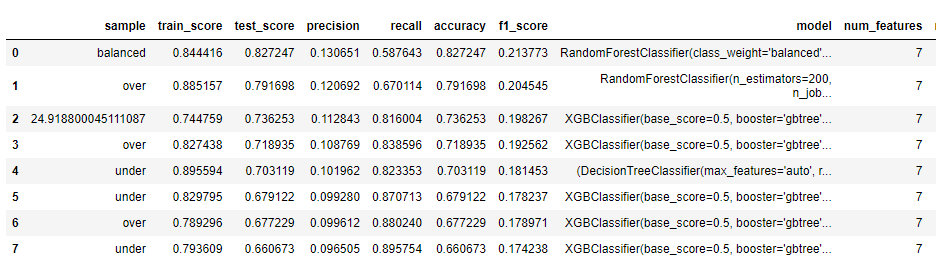 sample train_score test_score precision recall accuracy f1_score model num_features
0 balanced 0.844416 0.827247 0.130651 0.587643 0.827247 0.213773 RandomForestClassifier(class_weight='balanced'... 7
1 over 0.885157 0.791698 0.120692 0.670114 0.791698 0.204545 RandomForestClassifier(n_estimators=200, 7
n_job...
2 24.918800045111087 0.744759 0.736253 0.112843 0.816004 0.736253 0.198267 XGBClassifier(base_score=0.5, booster='gbtree'... 7
3 over 0.827438 0.718935 0.108769 0.838596 0.718935 0.192562 XGBClassifier(base_score=0.5, booster='gbtree'... 7
4 under 0.895594 0.703119 0.101962 0.823353 0.703119 0.181453 (DecisionTreeClassifier(max_features='auto', r... 7
5 under 0.829795 0.679122 0.099280 0.870713 0.679122 0.178237 XGBClassifier(base_score=0.5, booster='gbtree'... 7
6 over 0.789296 0.677229 0.099612 0.880240 0.677229 0.178971 XGBClassifier(base_score=0.5, booster='gbtree'... 7
7 under 0.793609 0.660673 0.096505 0.895754 0.660673 0.174238 XGBClassifier(base_score=0.5, booster='gbtree'... 7